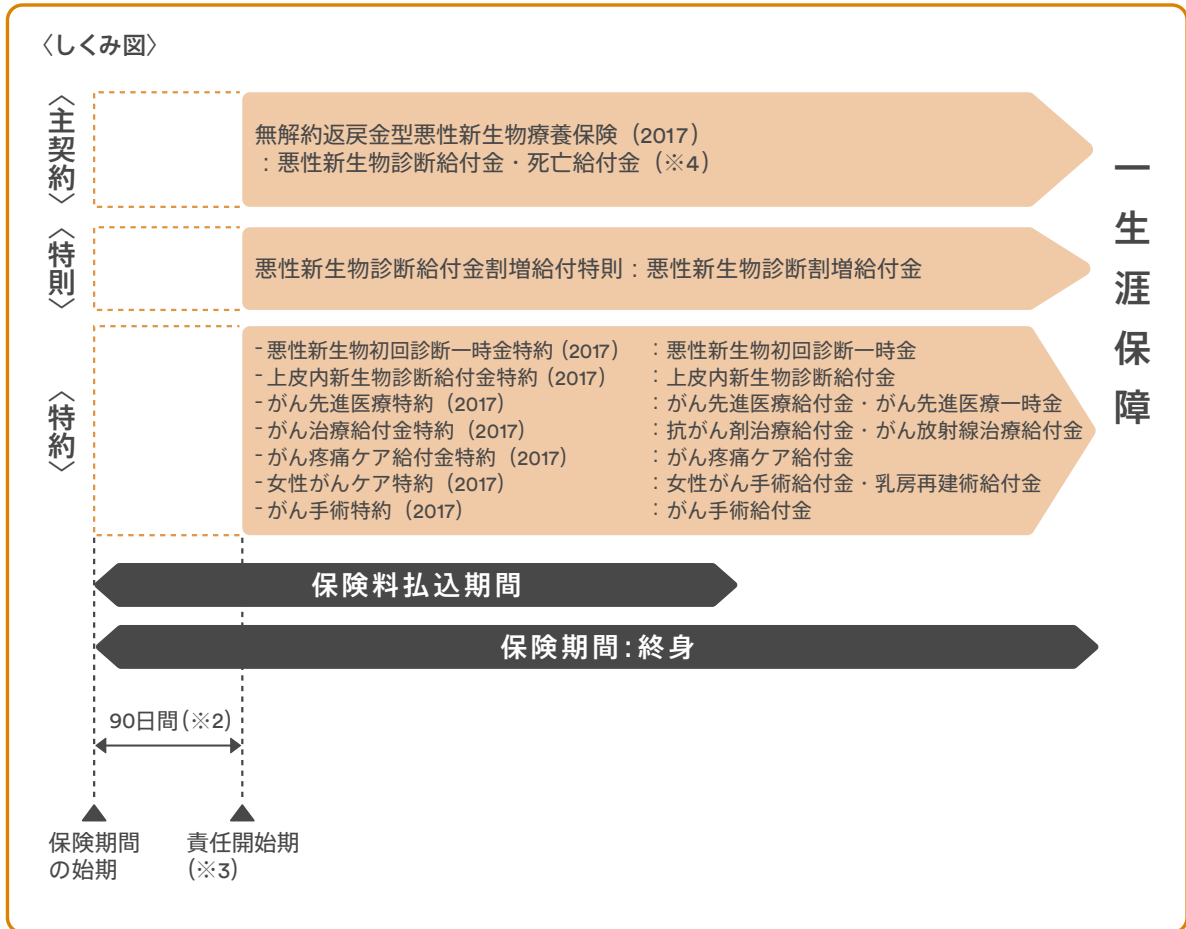 〈しくみ図〉
〈主契約〉
無解約返戻金型悪性新生物療養保険（2017）
：悪性新生物診断給付金・死亡給付金（※4）
〈特則〉
悪性新生物診断給付金割増給付特則：悪性新生物診断割増給付金
〈特約〉
-悪性新生物初回診断一時金特約（2017）：悪性新生物初回診断一時金
-上皮内新生物診断給付金特約（2017）：上皮内新生物診断給付金
-がん先進医療特約（2017）：がん先進医療給付金・がん先進医療一時金
-がん治療給付金特約（2017）：抗がん剤治療給付金・がん放射線治療給付金
-がん疼痛ケア給付金特約（2017）：がん疼痛ケア給付金
-女性がんケア特約（2017）：女性がん手術給付金・乳房再建術給付金
-がん手術特約（2017）：がん手術給付金
一生涯保障
保険料払込期間
保険期間：終身
90日間（※2）
保険期間
の始期
責任開始期
（※3）